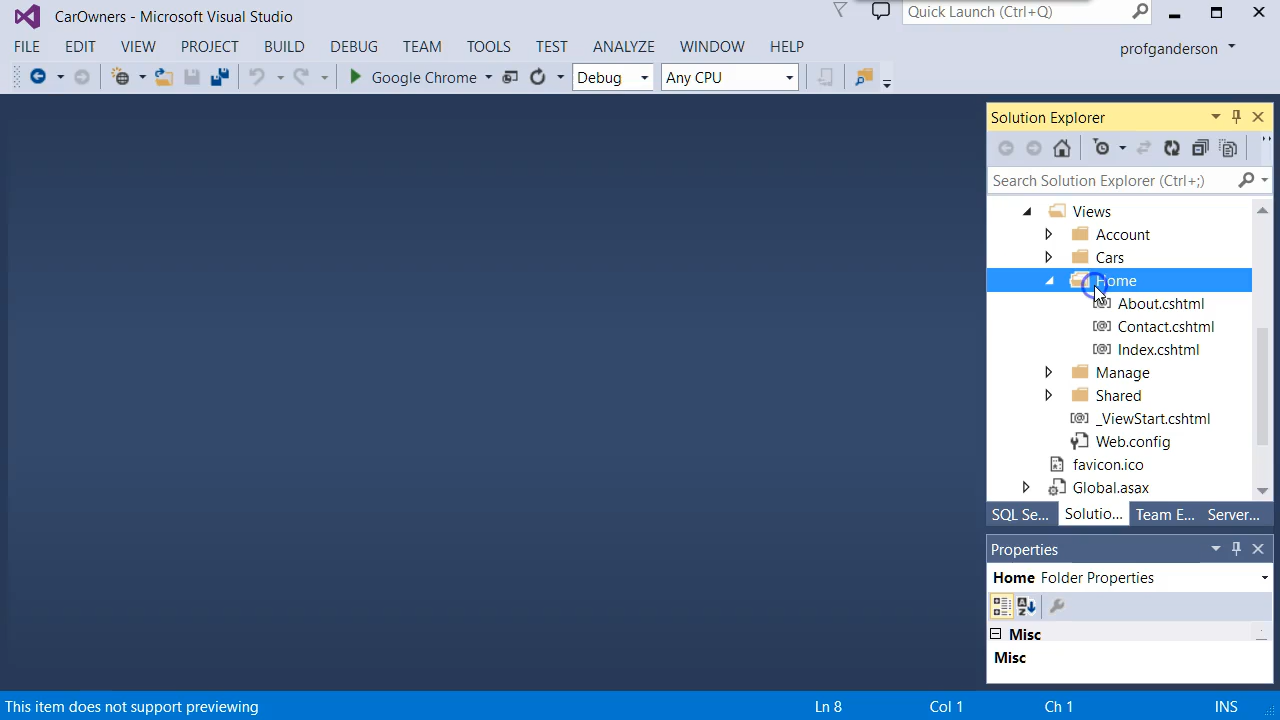 CarOwners - Microsoft Visual Studio
Quick Launch (Ctrl+Q)
FILE EDIT VIEW PROJECT BUILD DEBUG TEAM TOOLS TEST ANALYZE WINDOW HELP profganderson
Google Chrome Debug Any CPU
Solution Explorer
Search Solution Explorer (Ctrl+;)
Views
Account
Cars
Home
About.cshtml
Contact.cshtml
Index.cshtml
Manage
Shared
_ViewStart.cshtml
Web.config
favicon.ico
Global.asax
SQL Se... Solutio... Team E... Server...
Properties
Home Folder Properties
Misc
Misc
This item does not support previewing Ln 8 Col 1 Ch 1 INS